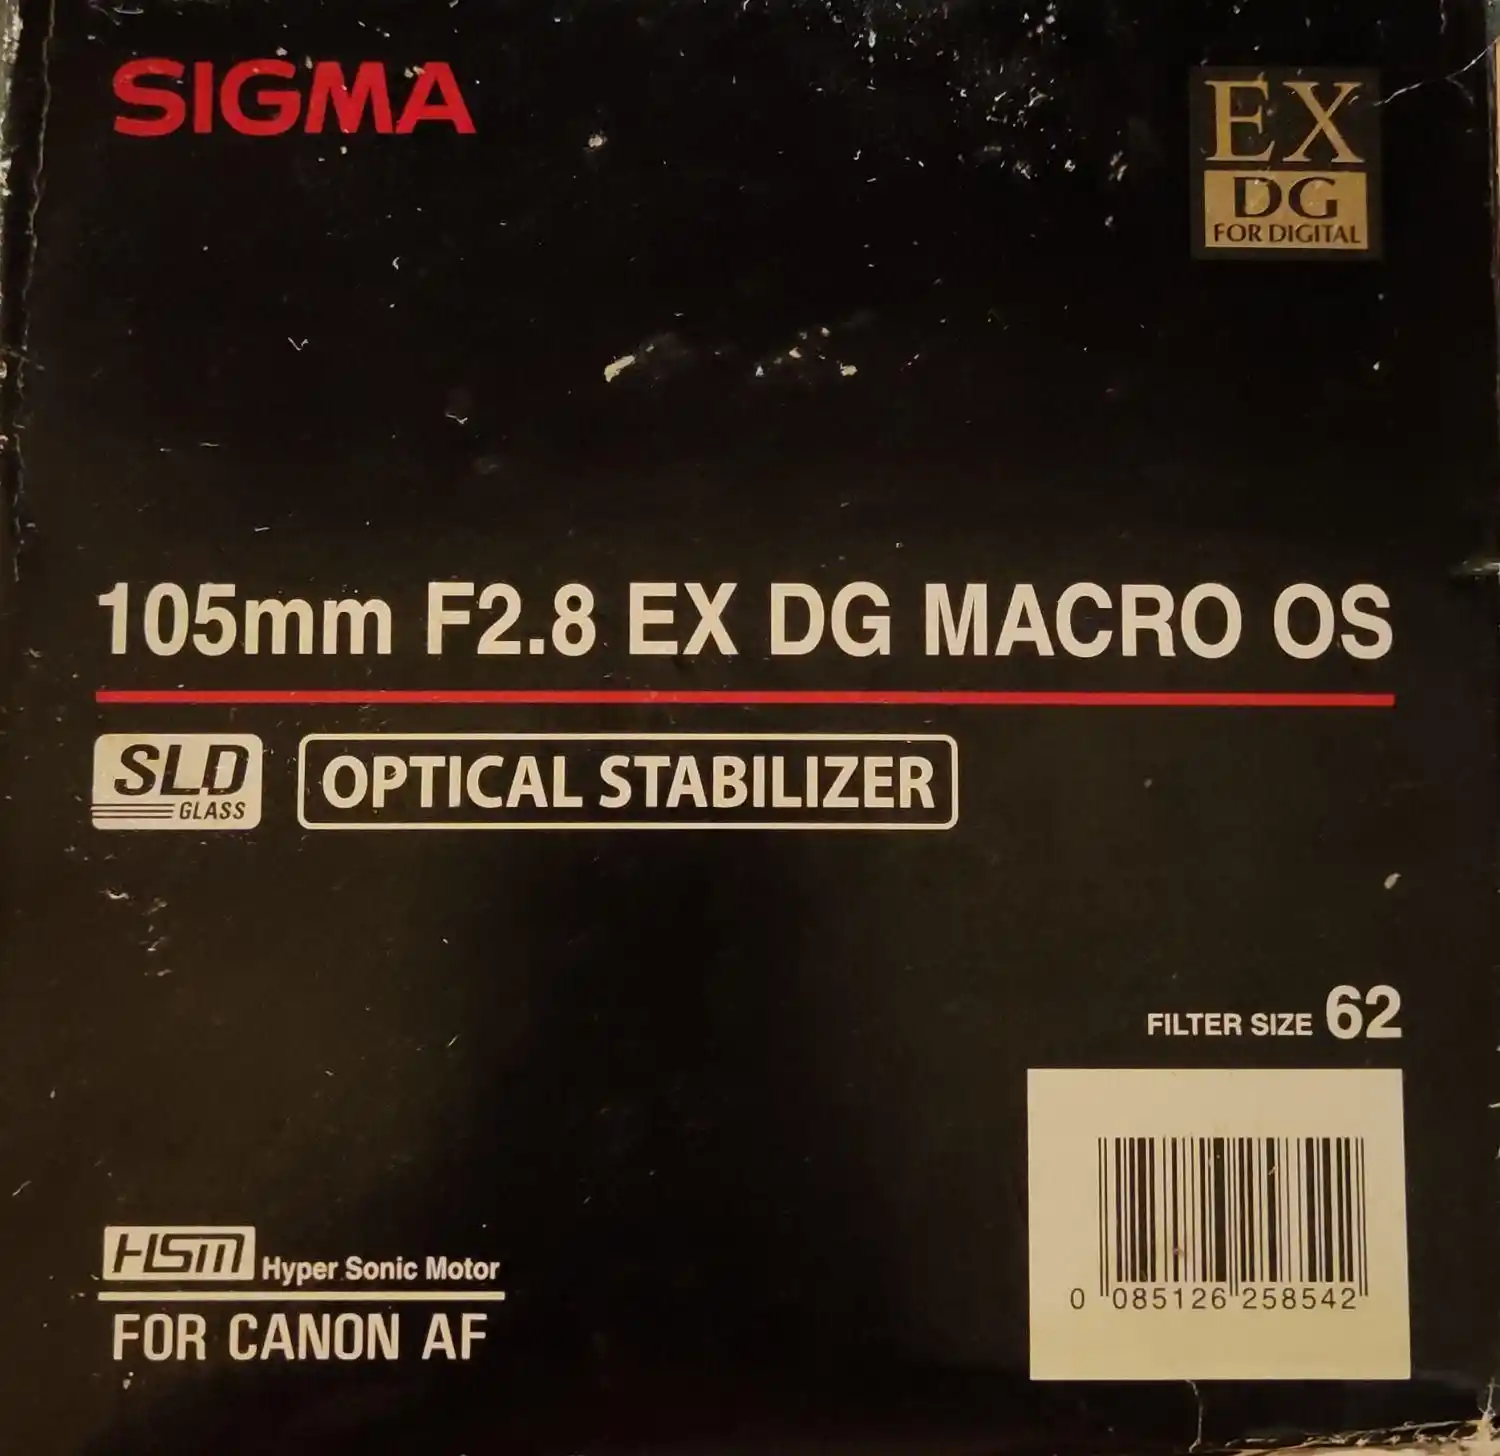 SIGMA
EX
DG
FOR DIGITAL
105mm F2.8 EX DG MACRO OS
SLD
GLASS
OPTICAL STABILIZER
FILTER SIZE 62
HSM Hyper Sonic Motor
FOR CANON AF
0 085126 258542